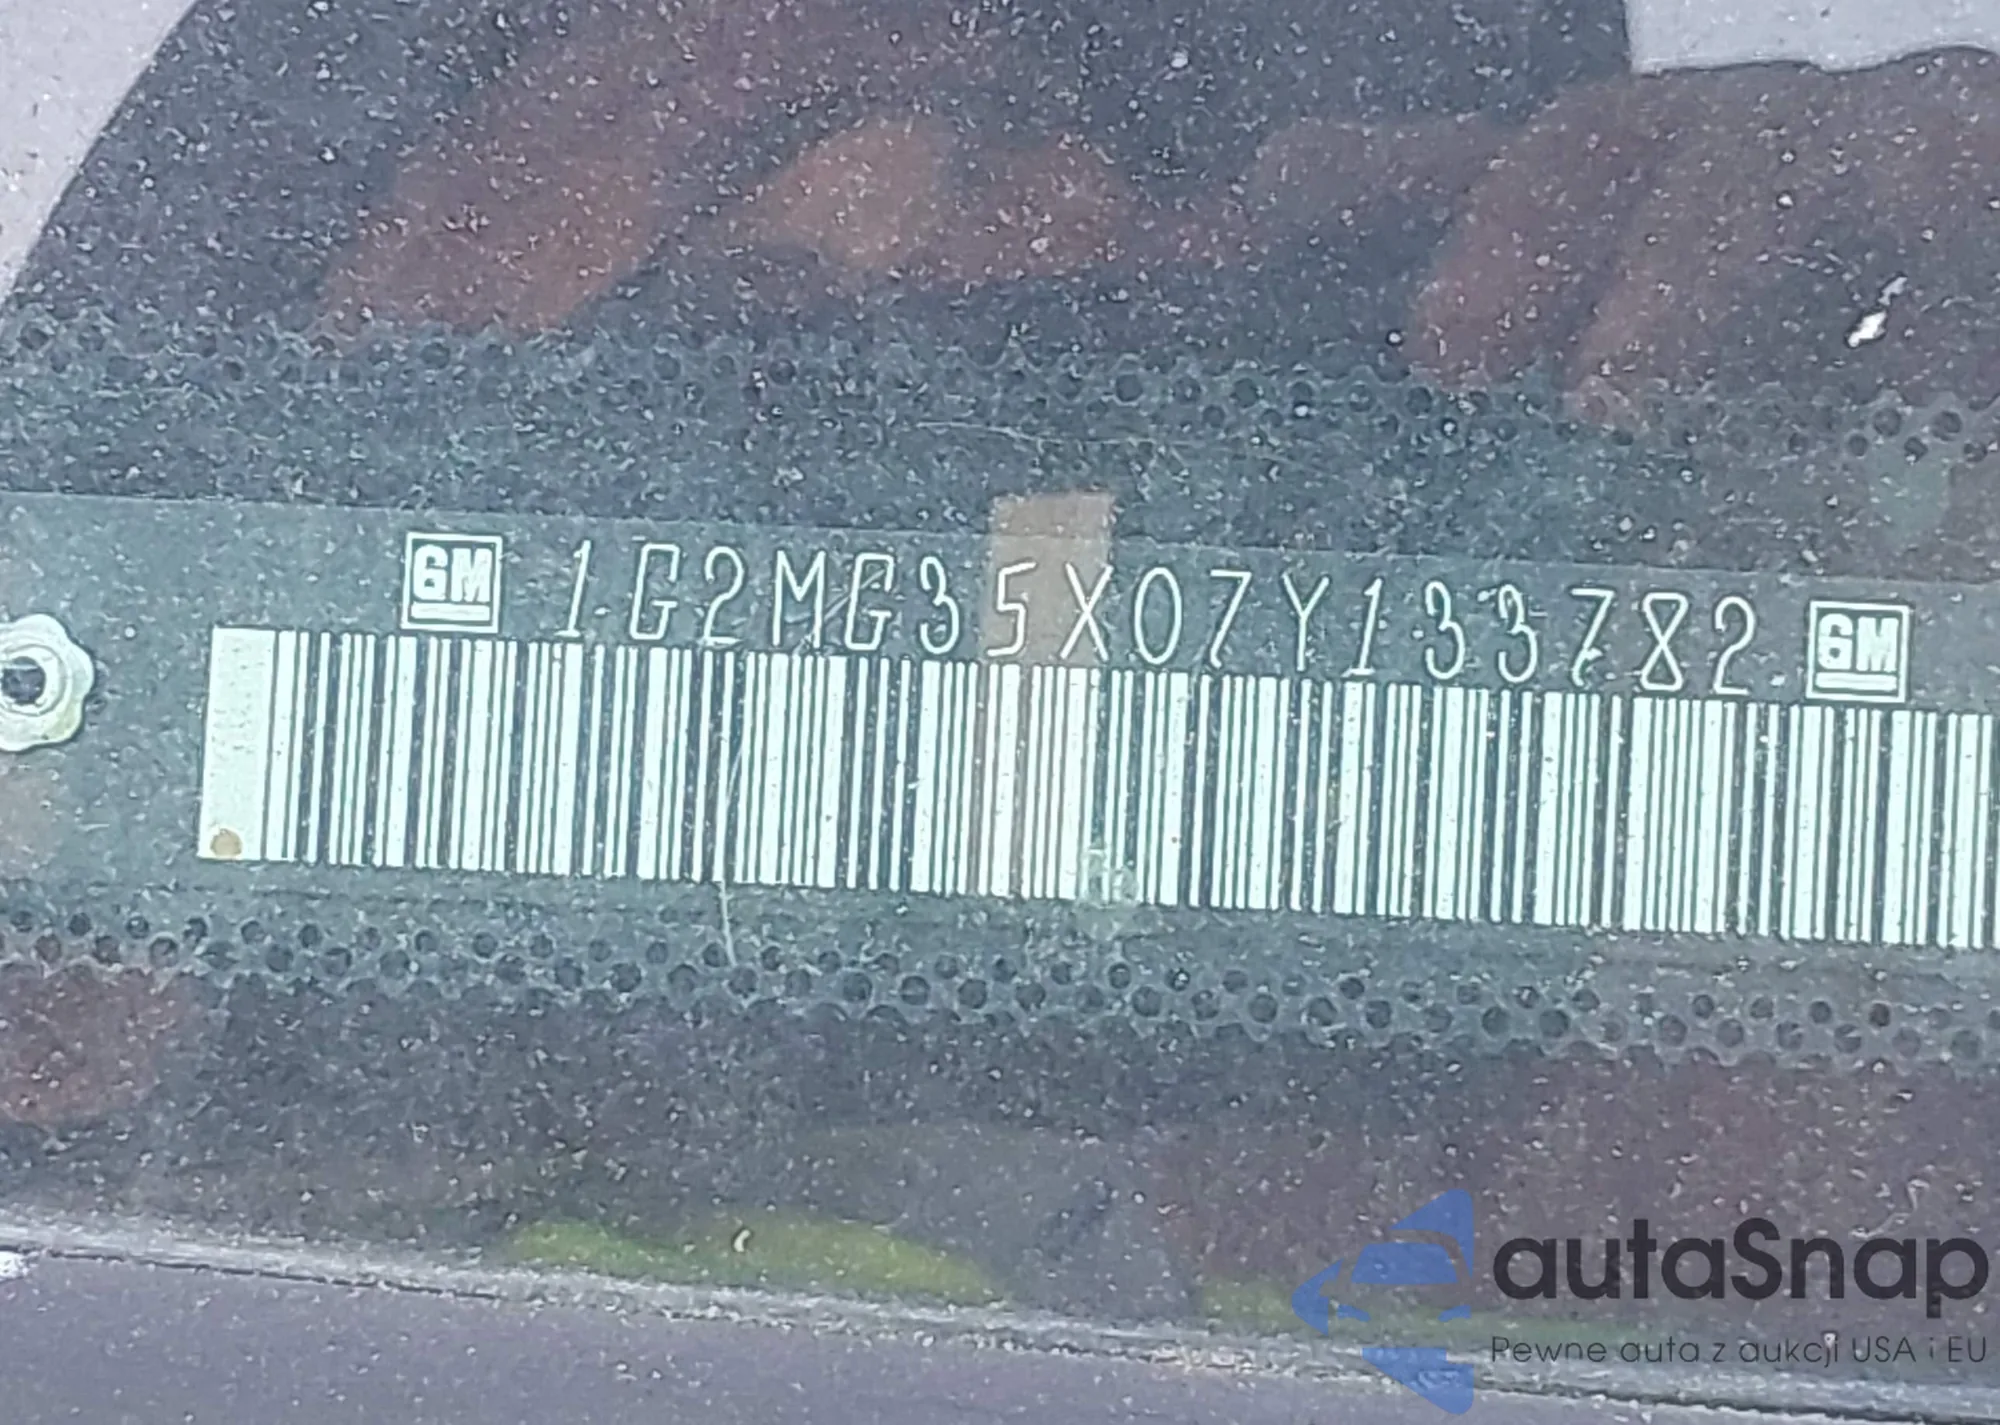 GM 1G2MG35X07Y133782 GM
autaSnap
Pewne auta z aukcji USA i EU